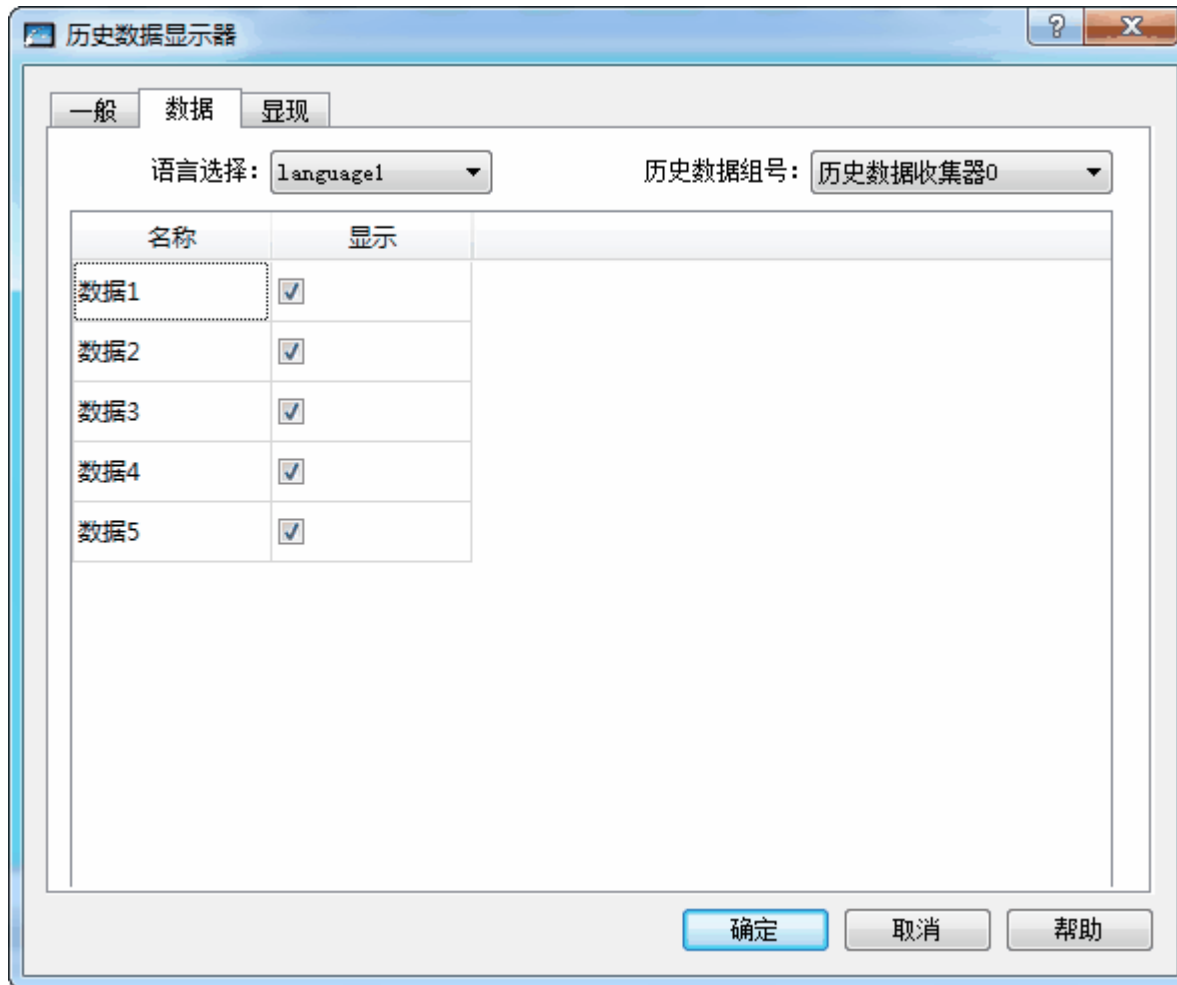 历史数据显示器
?
X
一般 数据 显现
语言选择: language1 历史数据组号: 历史数据收集器0
名称 显示
数据1
数据2
数据3
数据4
数据5
确定 取消 帮助